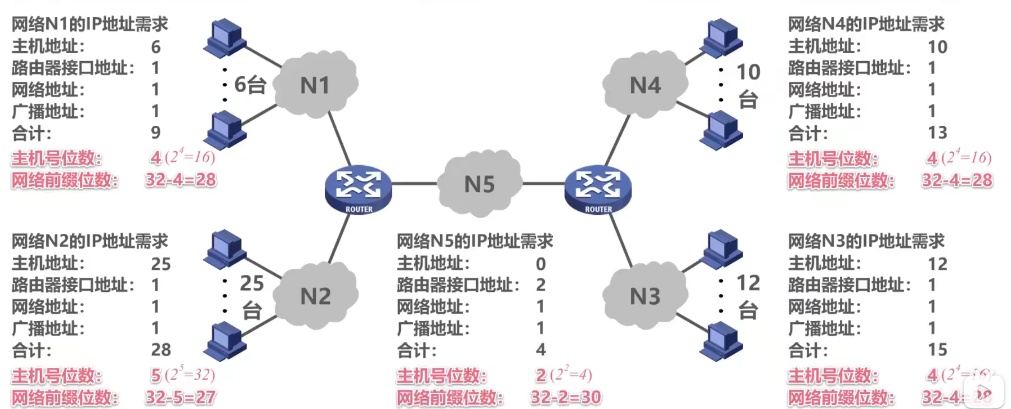 网络N1的IP地址需求
主机地址： 6
路由器接口地址： 1
网络地址： 1
广播地址： 1
合计： 9
主机号位数： 4 (2^4=16)
网络前缀位数： 32-4=28
6台
N1
网络N4的IP地址需求
主机地址： 10
路由器接口地址： 1
网络地址： 1
广播地址： 1
合计： 13
主机号位数： 4 (2^4=16)
网络前缀位数： 32-4=28
N4
10
台
ROUTER
N5
ROUTER
网络N2的IP地址需求
主机地址： 25
路由器接口地址： 1
网络地址： 1
广播地址： 1
合计： 28
主机号位数： 5 (2^5=32)
网络前缀位数： 32-5=27
25
台
N2
网络N5的IP地址需求
主机地址： 0
路由器接口地址： 2
网络地址： 1
广播地址： 1
合计： 4
主机号位数： 2 (2^2=4)
网络前缀位数： 32-2=30
N3
12
台
网络N3的IP地址需求
主机地址： 12
路由器接口地址： 1
网络地址： 1
广播地址： 1
合计： 15
主机号位数： 4 (2^4=16)
网络前缀位数： 32-4=28